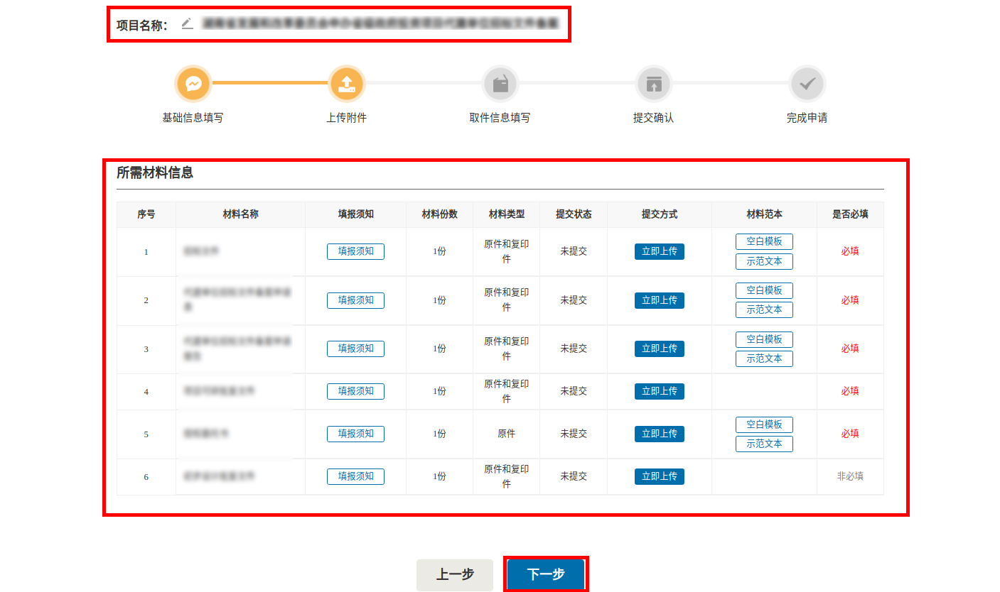 项目名称：
基础信息填写 上传附件 取件信息填写 提交确认 完成申请
所需材料信息
序号 材料名称 填报须知 材料份数 材料类型 提交状态 提交方式 材料范本 是否必填
1 填报须知 1份 原件和复印件 未提交 立即上传 空白模板 示范文本 必填
2 填报须知 1份 原件和复印件 未提交 立即上传 空白模板 示范文本 必填
3 填报须知 1份 原件和复印件 未提交 立即上传 空白模板 示范文本 必填
4 填报须知 1份 原件和复印件 未提交 立即上传 必填
5 填报须知 1份 原件 未提交 立即上传 空白模板 示范文本 必填
6 填报须知 1份 原件和复印件 未提交 立即上传 非必填
上一步 下一步